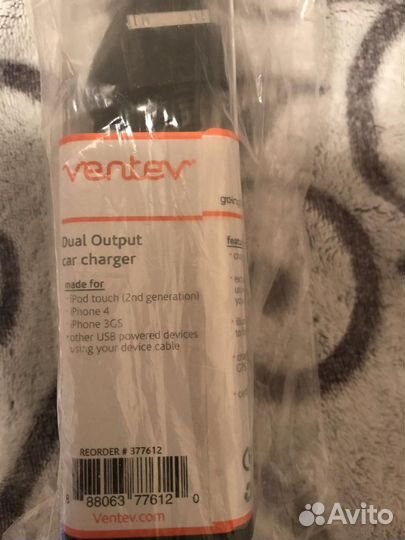 ventev
Dual Output
car charger
made for
· iPod touch (2nd generation)
· iPhone 4
· iPhone 3GS
· other USB powered devices
using your device cable
REORDER # 377612
8 88063 77612 0
Ventev.com
Avito